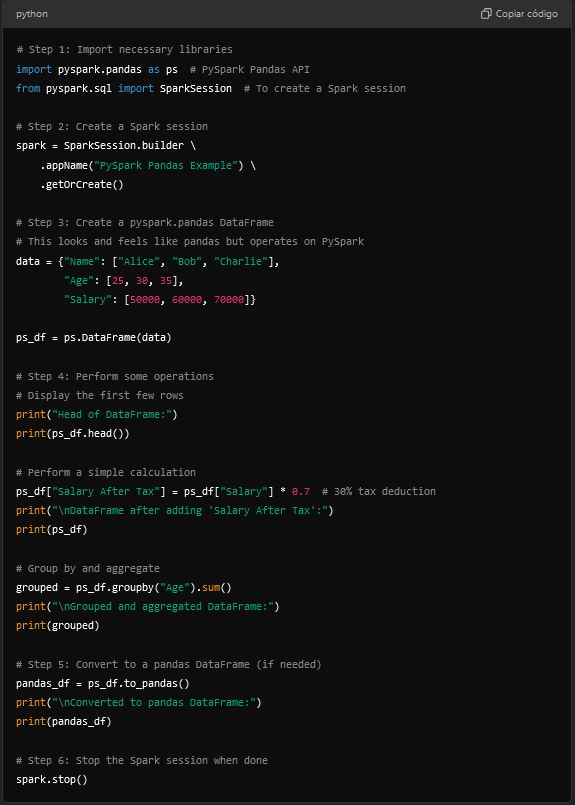 python
Copiar código
# Step 1: Import necessary libraries
import pyspark.pandas as ps  # PySpark Pandas API
from pyspark.sql import SparkSession  # To create a Spark session

# Step 2: Create a Spark session
spark = SparkSession.builder \
    .appName("PySpark Pandas Example") \
    .getOrCreate()

# Step 3: Create a pyspark.pandas DataFrame
# This looks and feels like pandas but operates on PySpark
data = {"Name": ["Alice", "Bob", "Charlie"],
        "Age": [25, 30, 35],
        "Salary": [50000, 60000, 70000]}

ps_df = ps.DataFrame(data)

# Step 4: Perform some operations
# Display the first few rows
print("Head of DataFrame:")
print(ps_df.head())

# Perform a simple calculation
ps_df["Salary After Tax"] = ps_df["Salary"] * 0.7  # 30% tax deduction
print("\nDataFrame after adding 'Salary After Tax':")
print(ps_df)

# Group by and aggregate
grouped = ps_df.groupby("Age").sum()
print("\nGrouped and aggregated DataFrame:")
print(grouped)

# Step 5: Convert to a pandas DataFrame (if needed)
pandas_df = ps_df.to_pandas()
print("\nConverted to pandas DataFrame:")
print(pandas_df)

# Step 6: Stop the Spark session when done
spark.stop()